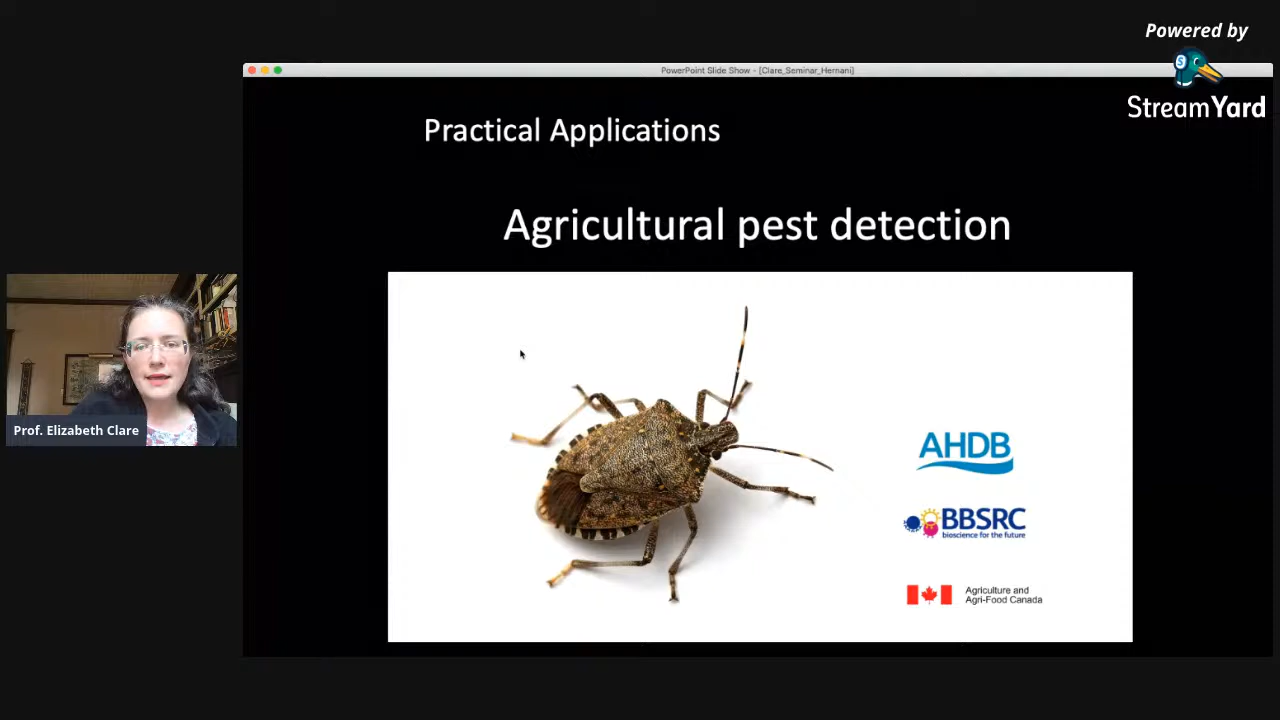 Powered by
StreamYard
PowerPoint Slide Show - [Clare_Seminar_Hernani]
Practical Applications
Agricultural pest detection
Prof. Elizabeth Clare
AHDB
BBSRC
bioscience for the future
Agriculture and
Agri-Food Canada